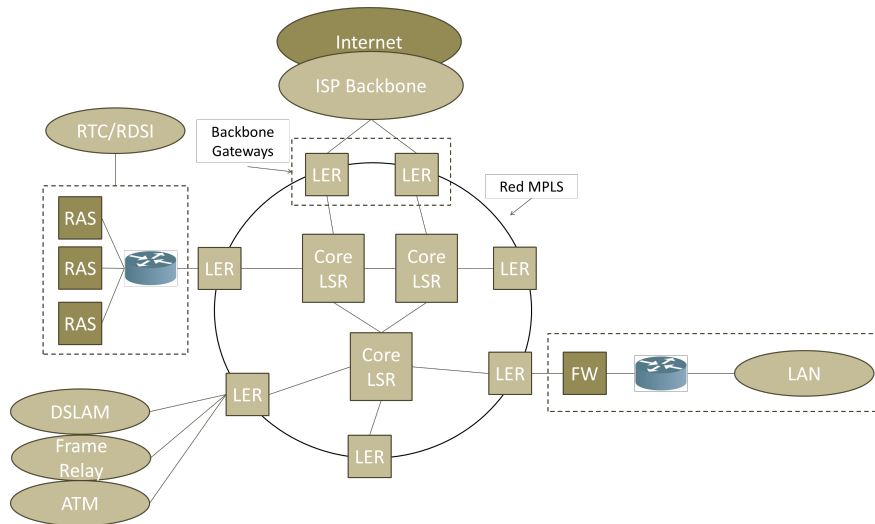 Internet
ISP Backbone
RTC/RDSI
Backbone
Gateways
LER
LER
Red MPLS
RAS
RAS
RAS
LER
Core
LSR
Core
LSR
LER
Core
LSR
LER
FW
LAN
LER
DSLAM
Frame
Relay
ATM
LER